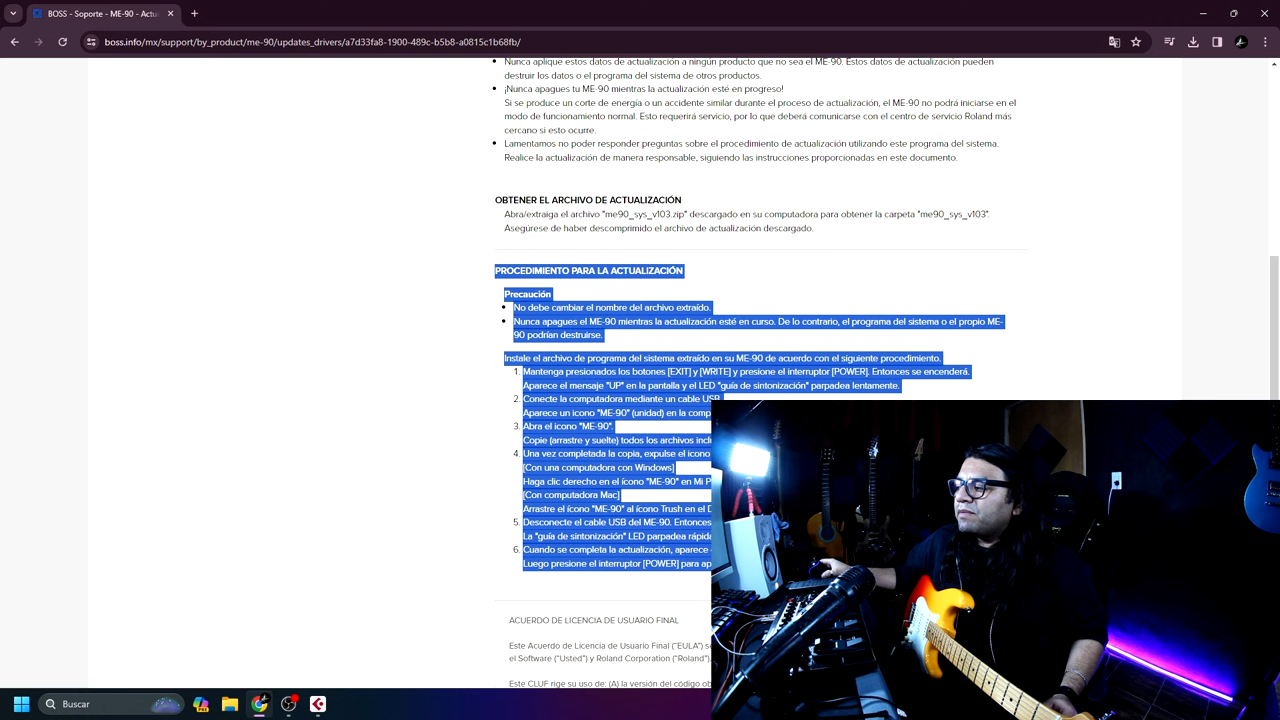 BOSS - Soporte - ME-90 - Actu
boss.info/mx/support/by_product/me-90/updates_drivers/a7d33fa8-1900-489c-b5b8-a0815c1b68fb/
Nunca aplique estos datos de actualización a ningún producto que no sea el ME-90. Estos datos de actualización pueden
destruir los datos o el programa del sistema de otros productos.
¡Nunca apagues tu ME-90 mientras la actualización esté en progreso!
Si se produce un corte de energía o un accidente similar durante el proceso de actualización, el ME-90 no podrá iniciarse en el
modo de funcionamiento normal. Esto requerirá servicio, por lo que deberá comunicarse con el centro de servicio Roland más
cercano si esto ocurre.
Lamentamos no poder responder preguntas sobre el procedimiento de actualización utilizando este programa del sistema.
Realice la actualización de manera responsable, siguiendo las instrucciones proporcionadas en este documento.
OBTENER EL ARCHIVO DE ACTUALIZACIÓN
Abra/extraiga el archivo "me90_sys_v103.zip" descargado en su computadora para obtener la carpeta "me90_sys_v103".
Asegúrese de haber descomprimido el archivo de actualización descargado.
PROCEDIMIENTO PARA LA ACTUALIZACIÓN
Precaución
No debe cambiar el nombre del archivo extraído.
Nunca apagues el ME-90 mientras la actualización esté en curso. De lo contrario, el programa del sistema o el propio ME-
90 podrían destruirse.
Instale el archivo de programa del sistema extraído en su ME-90 de acuerdo con el siguiente procedimiento.
1. Mantenga presionados los botones [EXIT] y [WRITE] y presione el interruptor [POWER]. Entonces se encenderá.
Aparece el mensaje "UP" en la pantalla y el LED "guía de sintonización" parpadea lentamente.
2. Conecte la computadora mediante un cable USB.
Aparece un icono "ME-90" (unidad) en la comp
3. Abra el icono "ME-90".
Copie (arrastre y suelte) todos los archivos inclu
4. Una vez completada la copia, expulse el icono
[Con una computadora con Windows]
Haga clic derecho en el ícono "ME-90" en Mi P
[Con computadora Mac]
Arrastre el ícono "ME-90" al ícono Trush en el D
5. Desconecte el cable USB del ME-90. Entonces
La "guía de sintonización" LED parpadea rápida
6. Cuando se completa la actualización, aparece
Luego presione el interruptor [POWER] para ap
ACUERDO DE LICENCIA DE USUARIO FINAL
Este Acuerdo de Licencia de Usuario Final ("EULA") s
el Software ("Usted") y Roland Corporation ("Roland").
Este CLUF rige su uso de: (A) la versión del código ob
Buscar